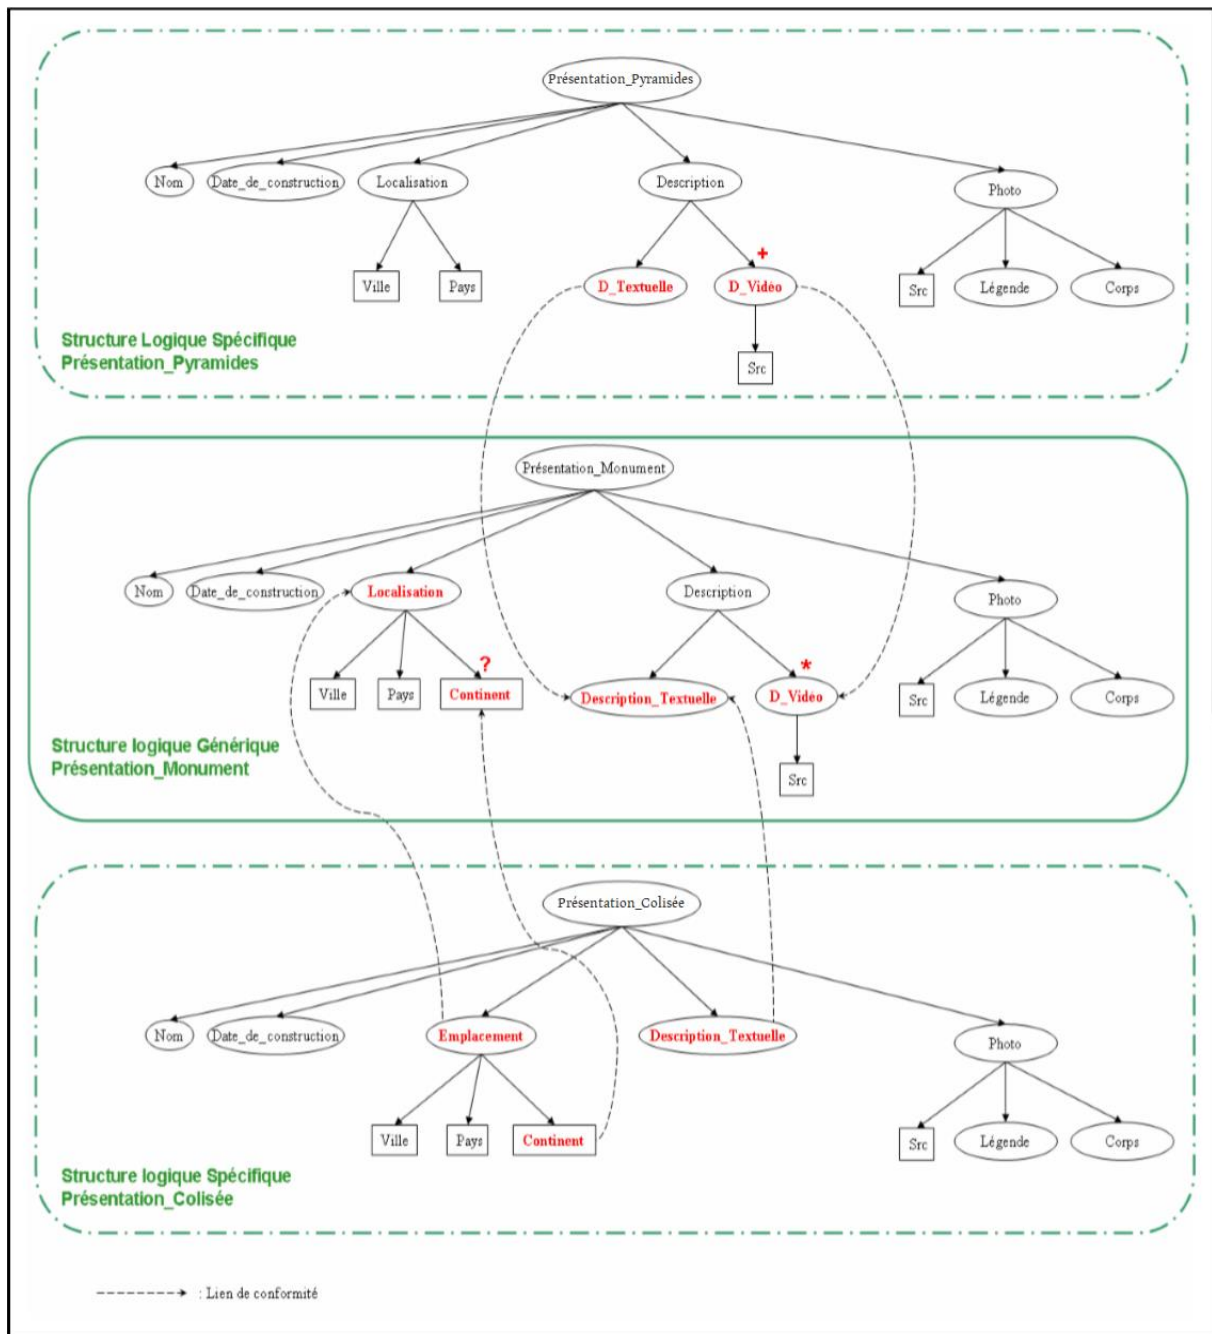 Présentation_Pyramides
Nom
Date_de_construction
Localisation
Description
Photo
Ville
Pays
D_Textuelle
+
D_Vidéo
Src
Légende
Corps
Src
Structure Logique Spécifique
Présentation_Pyramides
Présentation_Monument
Nom
Date_de_construction
Localisation
Description
Photo
Ville
Pays
?
Continent
Description_Textuelle
*
D_Vidéo
Src
Légende
Corps
Src
Structure logique Générique
Présentation_Monument
Présentation_Colisée
Nom
Date_de_construction
Emplacement
Description_Textuelle
Photo
Ville
Pays
Continent
Src
Légende
Corps
Structure logique Spécifique
Présentation_Colisée
: Lien de conformité